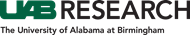 UAB RESEARCH
The University of Alabama at Birmingham